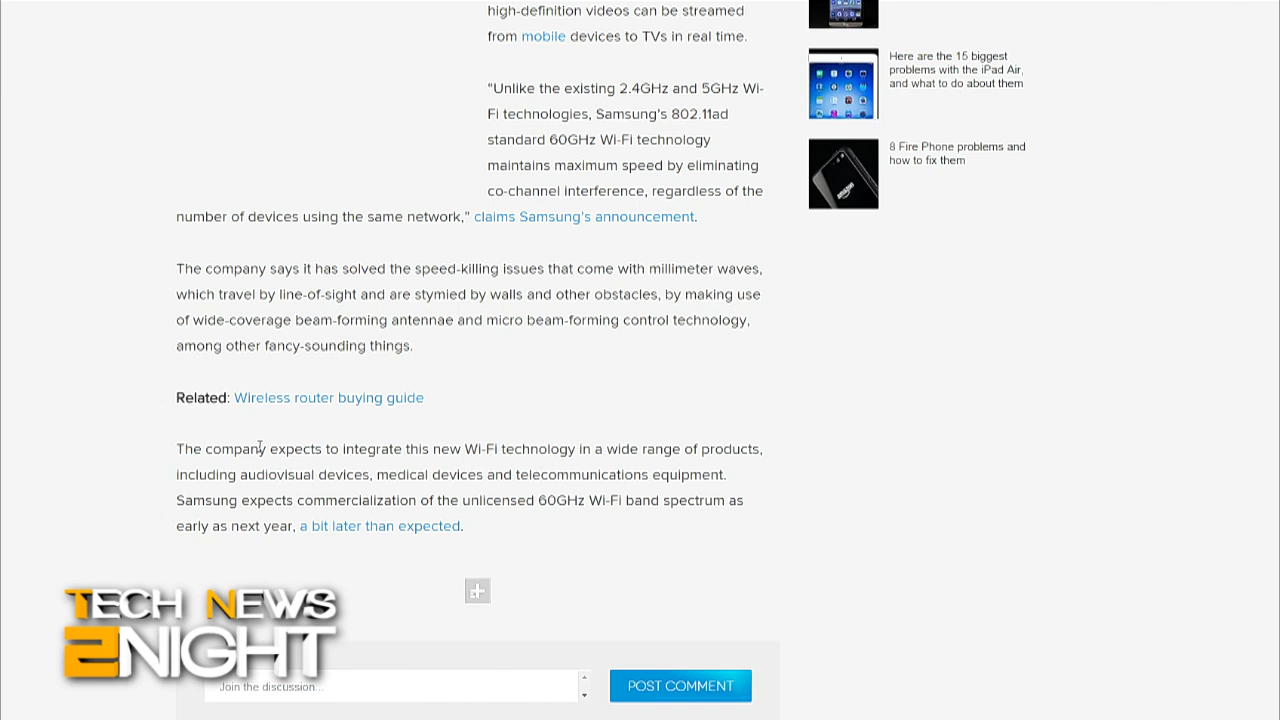 high-definition videos can be streamed
from mobile devices to TVs in real time.
“Unlike the existing 2.4GHz and 5GHz Wi-
Fi technologies, Samsung's 802.11ad
standard 60GHz Wi-Fi technology
maintains maximum speed by eliminating
co-channel interference, regardless of the
number of devices using the same network,” claims Samsung's announcement.
The company says it has solved the speed-killing issues that come with millimeter waves,
which travel by line-of-sight and are stymied by walls and other obstacles, by making use
of wide-coverage beam-forming antennae and micro beam-forming control technology,
among other fancy-sounding things.
Related: Wireless router buying guide
The company expects to integrate this new Wi-Fi technology in a wide range of products,
including audiovisual devices, medical devices and telecommunications equipment.
Samsung expects commercialization of the unlicensed 60GHz Wi-Fi band spectrum as
early as next year, a bit later than expected.
Join the discussion...
POST COMMENT
Here are the 15 biggest
problems with the iPad Air,
and what to do about them
8 Fire Phone problems and
how to fix them
amazon
TECH NEWS
2NIGHT